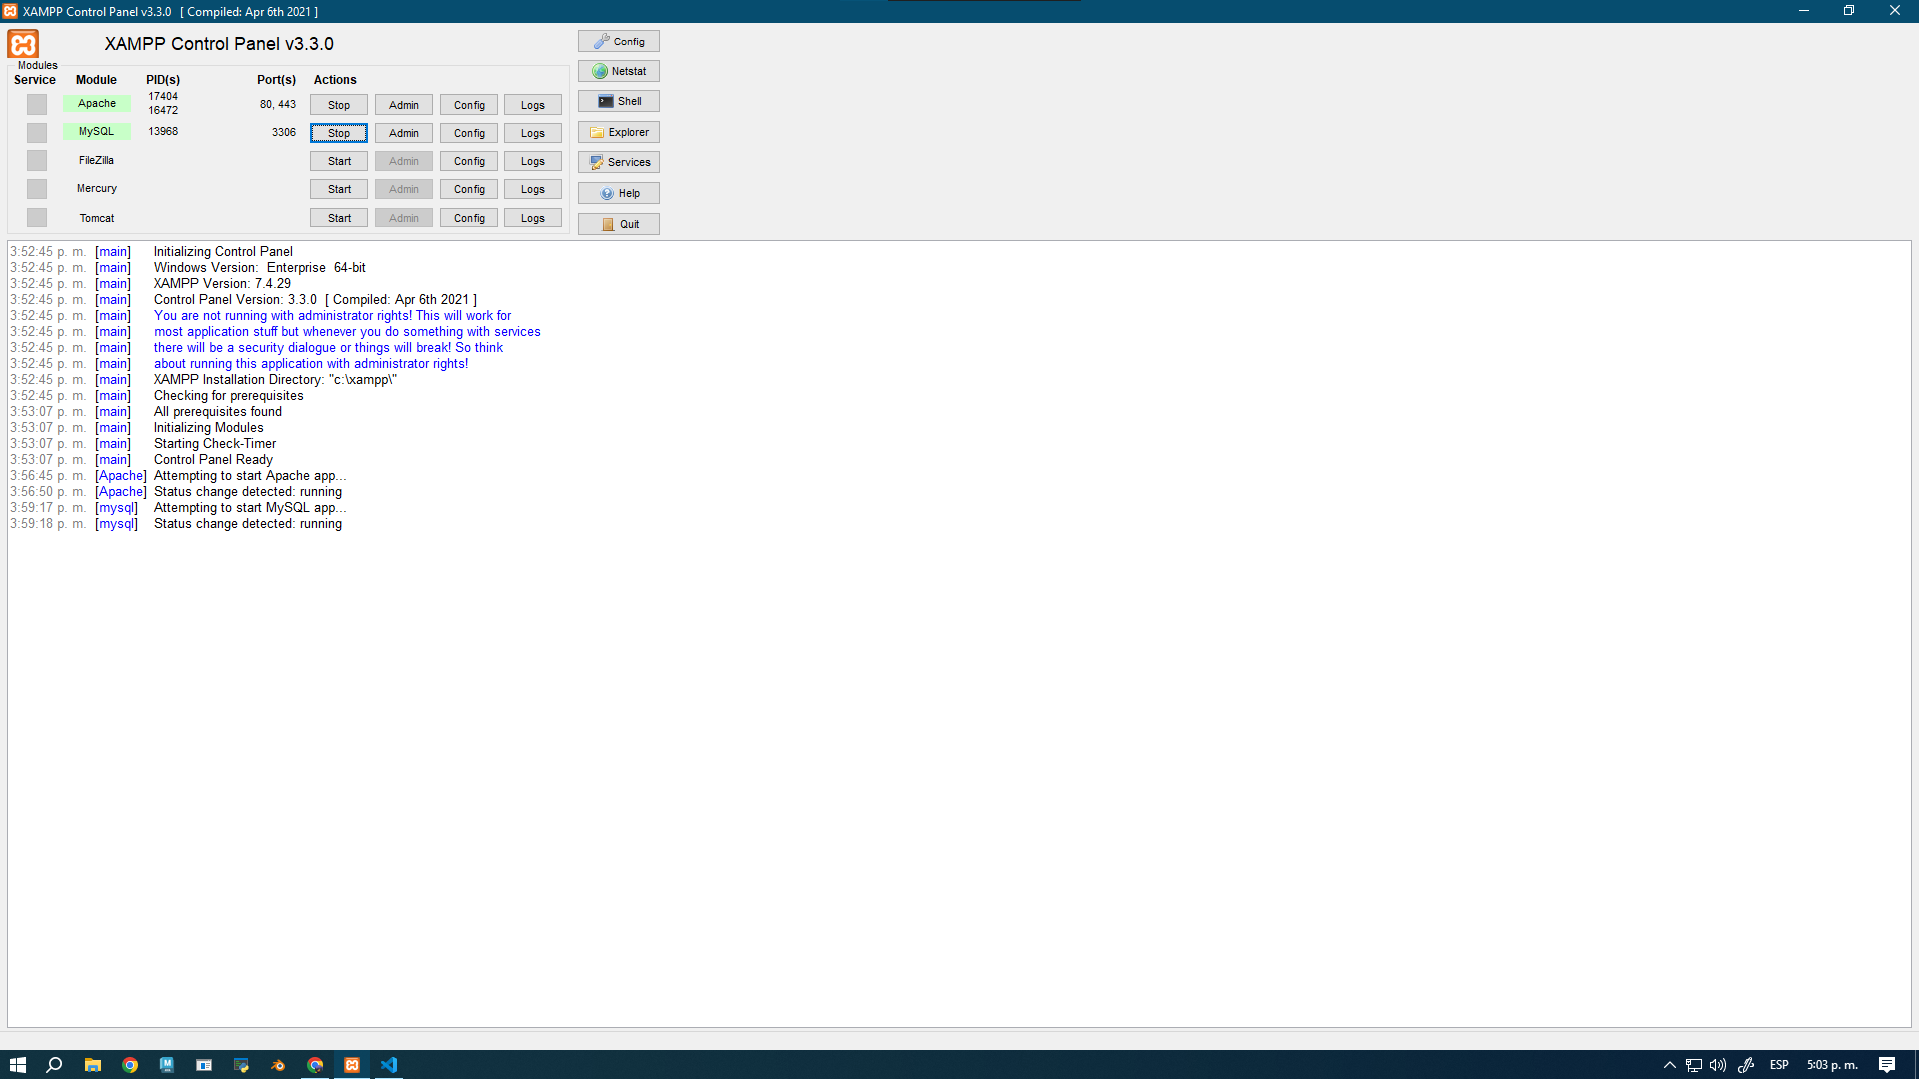 XAMPP Control Panel v3.3.0 [ Compiled: Apr 6th 2021 ]
XAMPP Control Panel v3.3.0
Config
Netstat
Shell
Explorer
Services
Help
Quit
Modules
Service Module PID(s) Port(s) Actions
Apache 17404 16472 80, 443 Stop Admin Config Logs
MySQL 13968 3306 Stop Admin Config Logs
FileZilla Start Admin Config Logs
Mercury Start Admin Config Logs
Tomcat Start Admin Config Logs
3:52:45 p. m. [main] Initializing Control Panel
3:52:45 p. m. [main] Windows Version: Enterprise 64-bit
3:52:45 p. m. [main] XAMPP Version: 7.4.29
3:52:45 p. m. [main] Control Panel Version: 3.3.0 [ Compiled: Apr 6th 2021 ]
3:52:45 p. m. [main] You are not running with administrator rights! This will work for
3:52:45 p. m. [main] most application stuff but whenever you do something with services
3:52:45 p. m. [main] there will be a security dialogue or things will break! So think
3:52:45 p. m. [main] about running this application with administrator rights!
3:52:45 p. m. [main] XAMPP Installation Directory: "c:\xampp\"
3:52:45 p. m. [main] Checking for prerequisites
3:53:07 p. m. [main] All prerequisites found
3:53:07 p. m. [main] Initializing Modules
3:53:07 p. m. [main] Starting Check-Timer
3:53:07 p. m. [main] Control Panel Ready
3:56:45 p. m. [Apache] Attempting to start Apache app...
3:56:50 p. m. [Apache] Status change detected: running
3:59:17 p. m. [mysql] Attempting to start MySQL app...
3:59:18 p. m. [mysql] Status change detected: running
ESP 5:03 p. m.